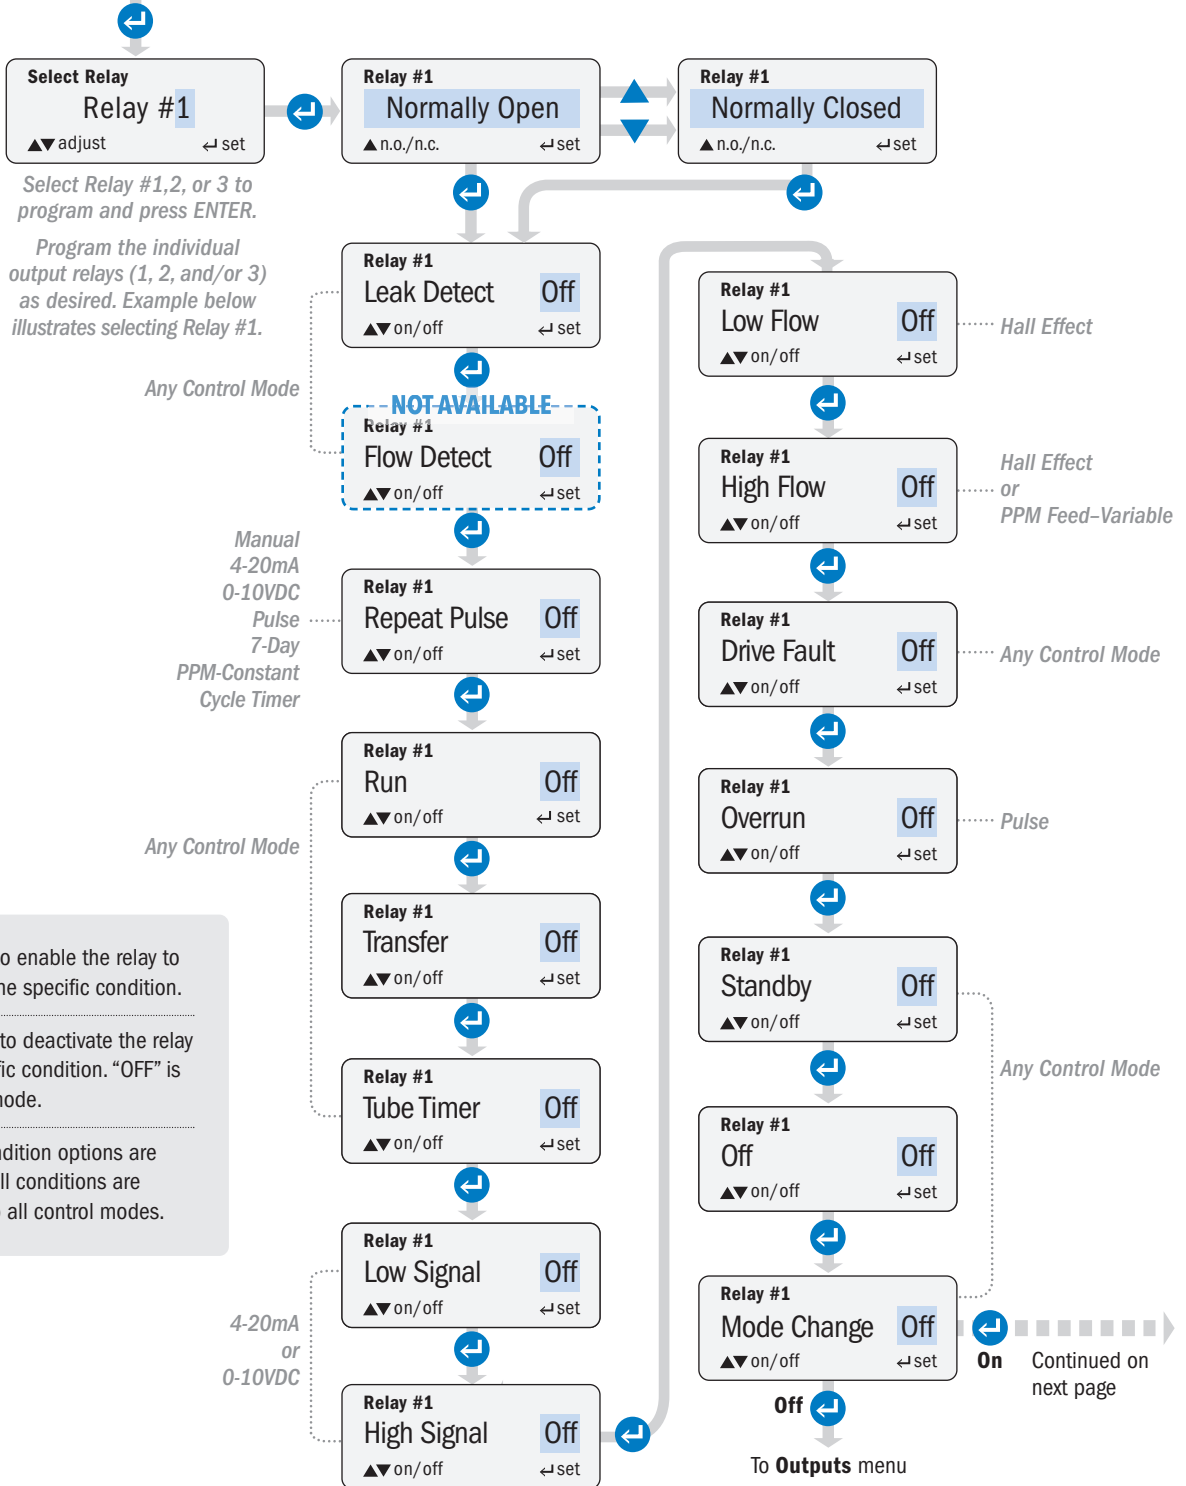 Select Relay
Relay #1
▲▼ adjust
↵ set
Select Relay #1,2, or 3 to
program and press ENTER.
Program the individual
output relays (1, 2, and/or 3)
as desired. Example below
illustrates selecting Relay #1.
Relay #1
Normally Open
▲ n.o./n.c.
↵ set
Relay #1
Normally Closed
▲ n.o./n.c.
↵ set
Relay #1
Leak Detect Off
▲▼ on/off
↵ set
Any Control Mode
NOT AVAILABLE
Relay #1
Flow Detect Off
▲▼ on/off
↵ set
Manual
4-20mA
0-10VDC
Pulse
7-Day
PPM-Constant
Cycle Timer
Relay #1
Repeat Pulse Off
▲▼ on/off
↵ set
Relay #1
Run Off
▲▼ on/off
↵ set
Any Control Mode
Relay #1
Transfer Off
▲▼ on/off
↵ set
Relay #1
Tube Timer Off
▲▼ on/off
↵ set
o enable the relay to
ne specific condition.
to deactivate the relay
fic condition. “OFF” is
node.
ndition options are
ll conditions are
all control modes.
Relay #1
Low Signal Off
▲▼ on/off
↵ set
4-20mA
or
0-10VDC
Relay #1
High Signal Off
▲▼ on/off
↵ set
Relay #1
Low Flow Off
▲▼ on/off
↵ set
Hall Effect
Relay #1
High Flow Off
▲▼ on/off
↵ set
Hall Effect
or
PPM Feed–Variable
Relay #1
Drive Fault Off
▲▼ on/off
↵ set
Any Control Mode
Relay #1
Overrun Off
▲▼ on/off
↵ set
Pulse
Relay #1
Standby Off
▲▼ on/off
↵ set
Any Control Mode
Relay #1
Off Off
▲▼ on/off
↵ set
Relay #1
Mode Change Off
▲▼ on/off
↵ set
On
Continued on
next page
Off
To Outputs menu